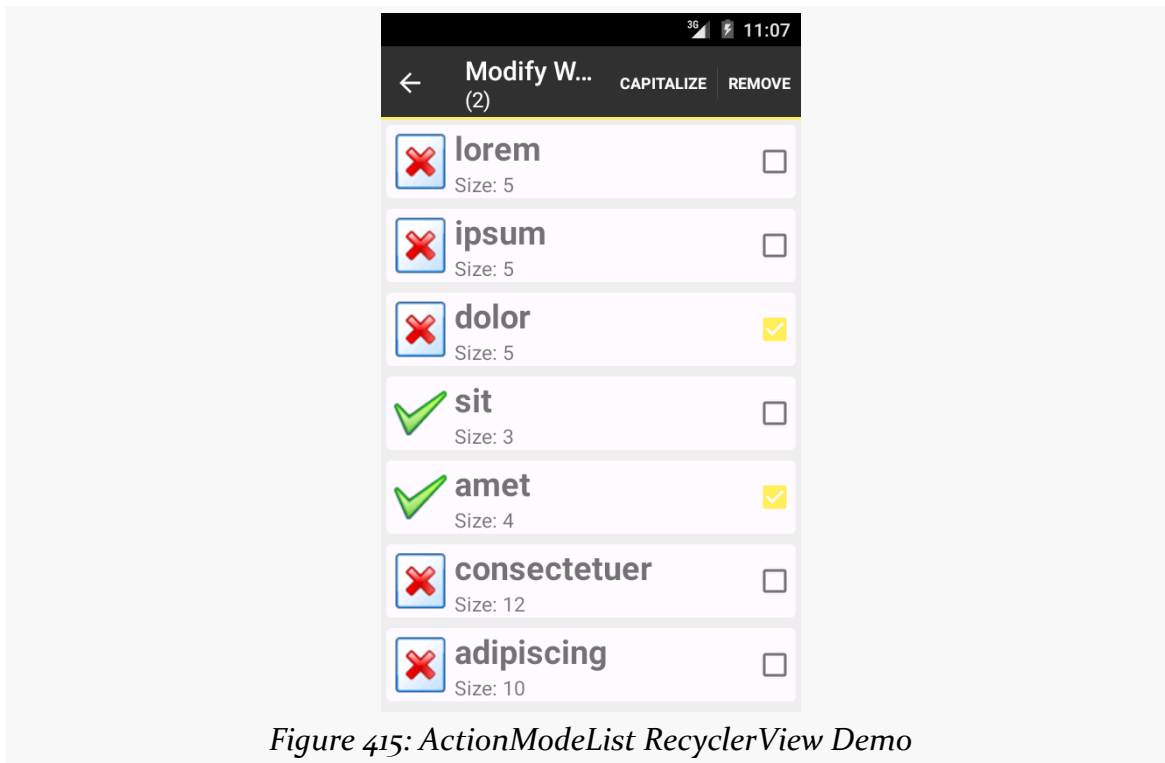 3G 11:07
Modify W... CAPITALIZE REMOVE
(2)
lorem
Size: 5
ipsum
Size: 5
dolor
Size: 5
sit
Size: 3
amet
Size: 4
consectetuer
Size: 12
adipiscing
Size: 10
Figure 415: ActionModeList RecyclerView Demo